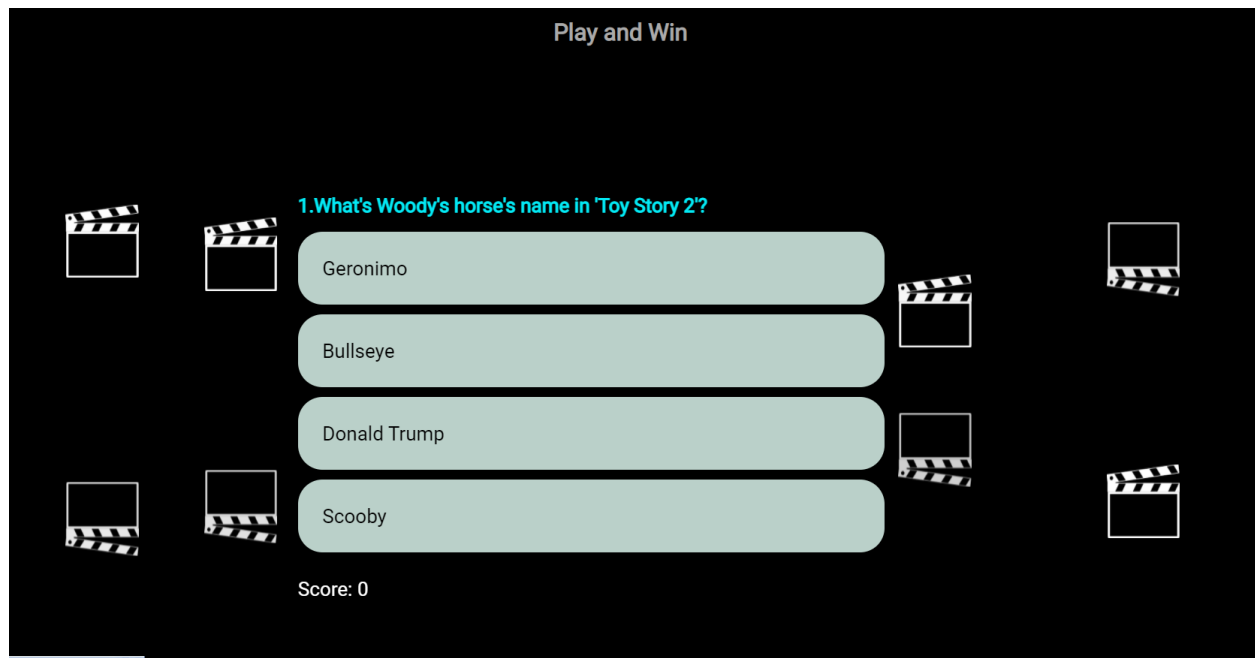 Play and Win
1.What's Woody's horse's name in 'Toy Story 2'?
Geronimo
Bullseye
Donald Trump
Scooby
Score: 0